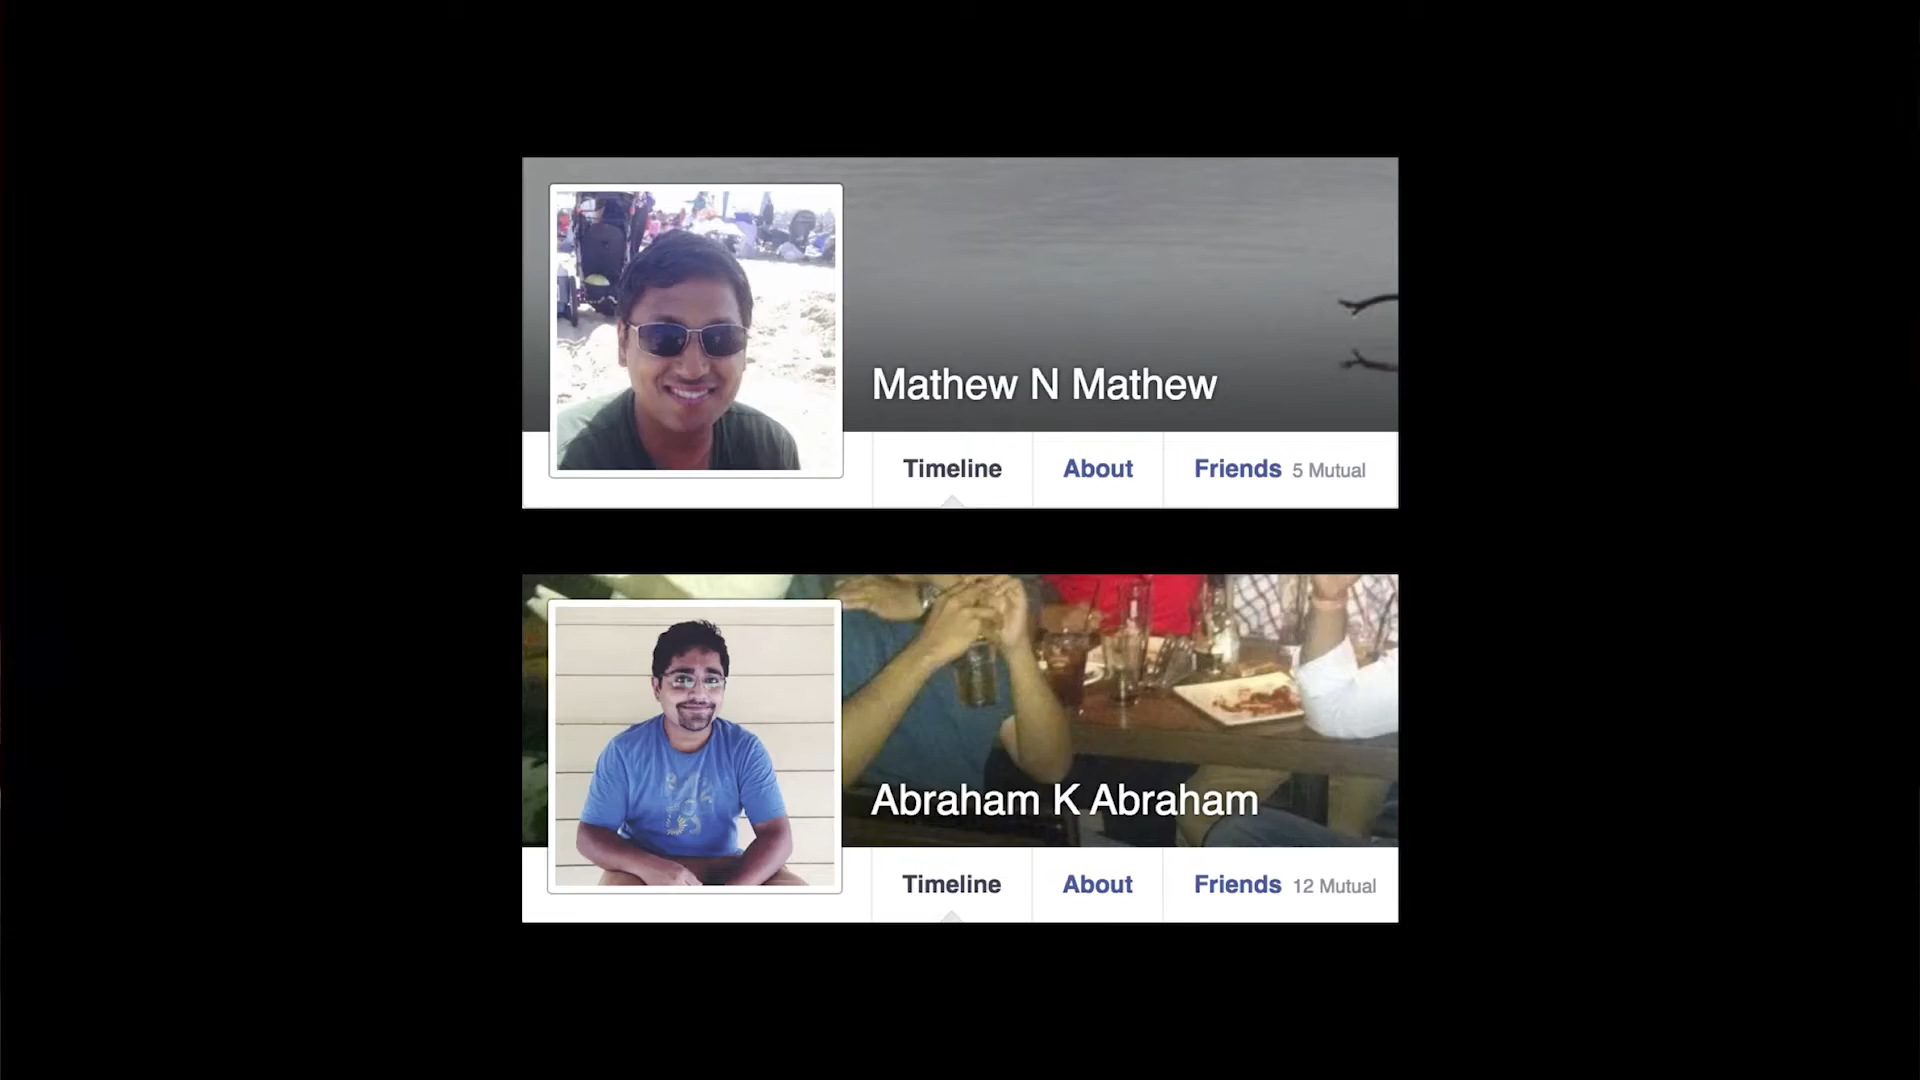 Mathew N Mathew
Timeline About Friends 5 Mutual
Abraham K Abraham
Timeline About Friends 12 Mutual